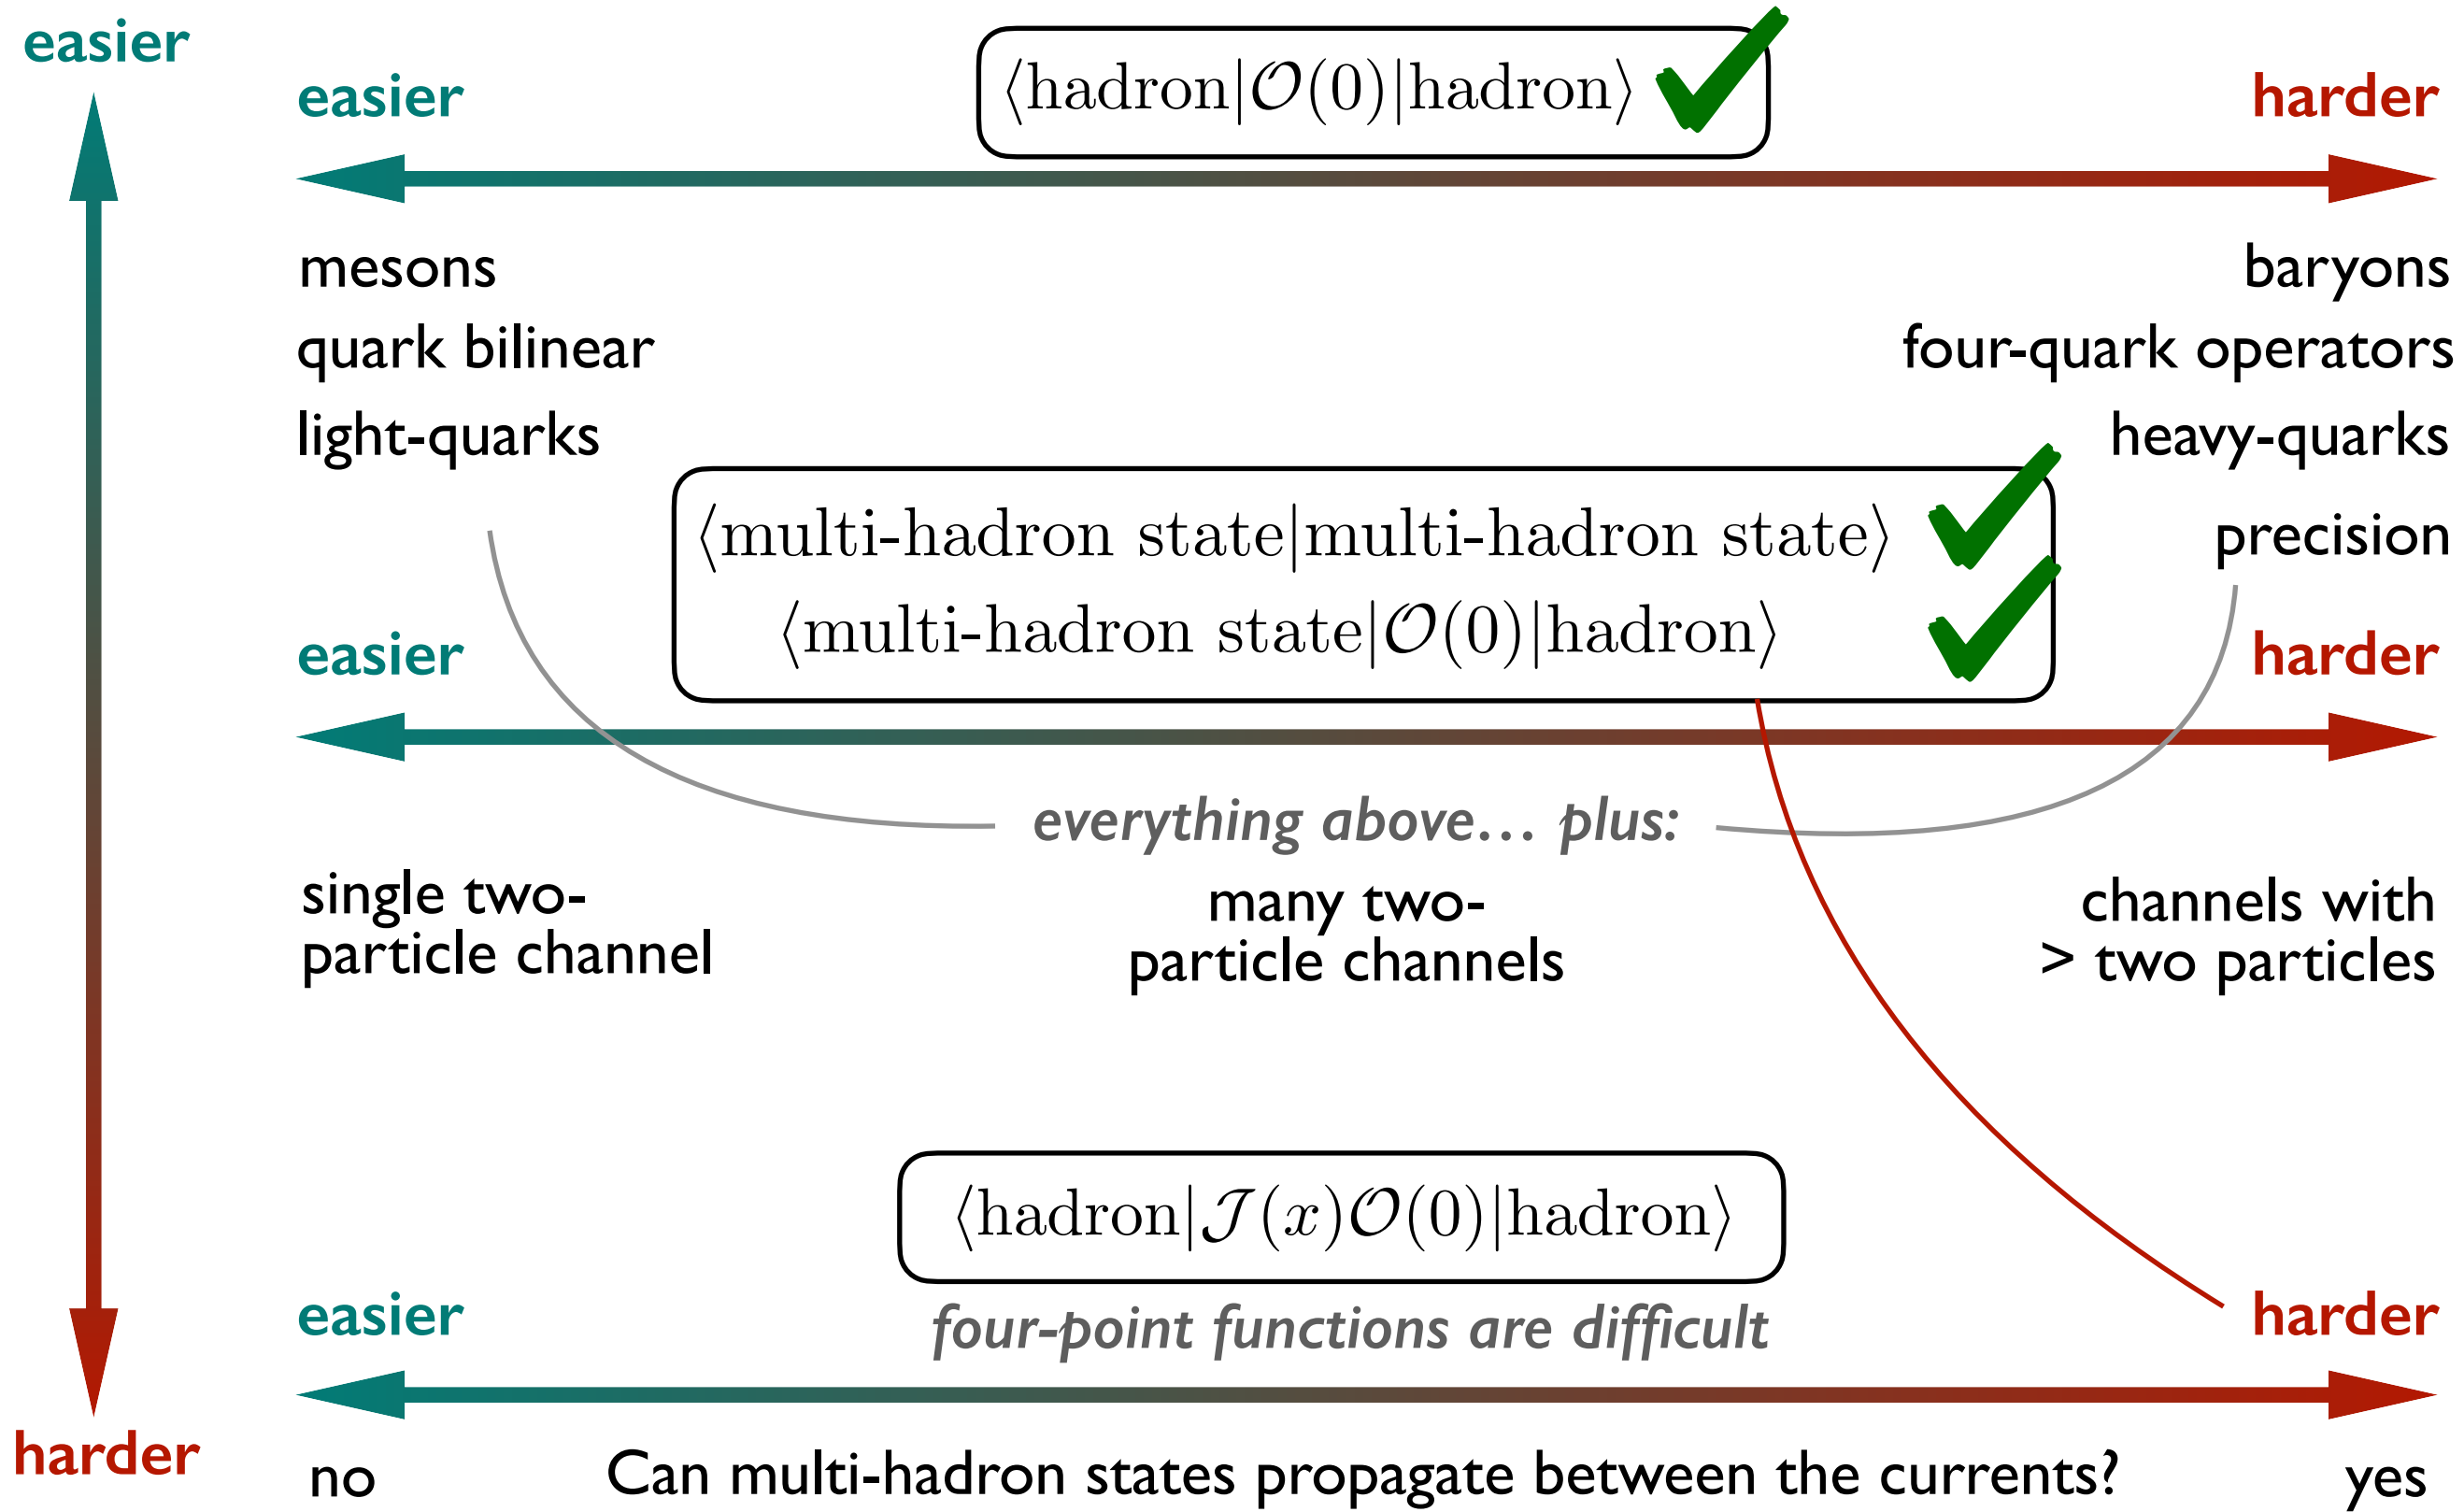 easier
easier
⟨hadron|𝒪(0)|hadron⟩
harder
mesons
baryons
quark bilinear
four-quark operators
light-quarks
heavy-quarks
⟨multi-hadron state|multi-hadron state⟩
precision
⟨multi-hadron state|𝒪(0)|hadron⟩
easier
harder
everything above... plus:
single two-
particle channel
many two-
particle channels
channels with
> two particles
⟨hadron|𝒥(x)𝒪(0)|hadron⟩
easier
four-point functions are difficult
harder
harder
no
Can multi-hadron states propagate between the currents?
yes